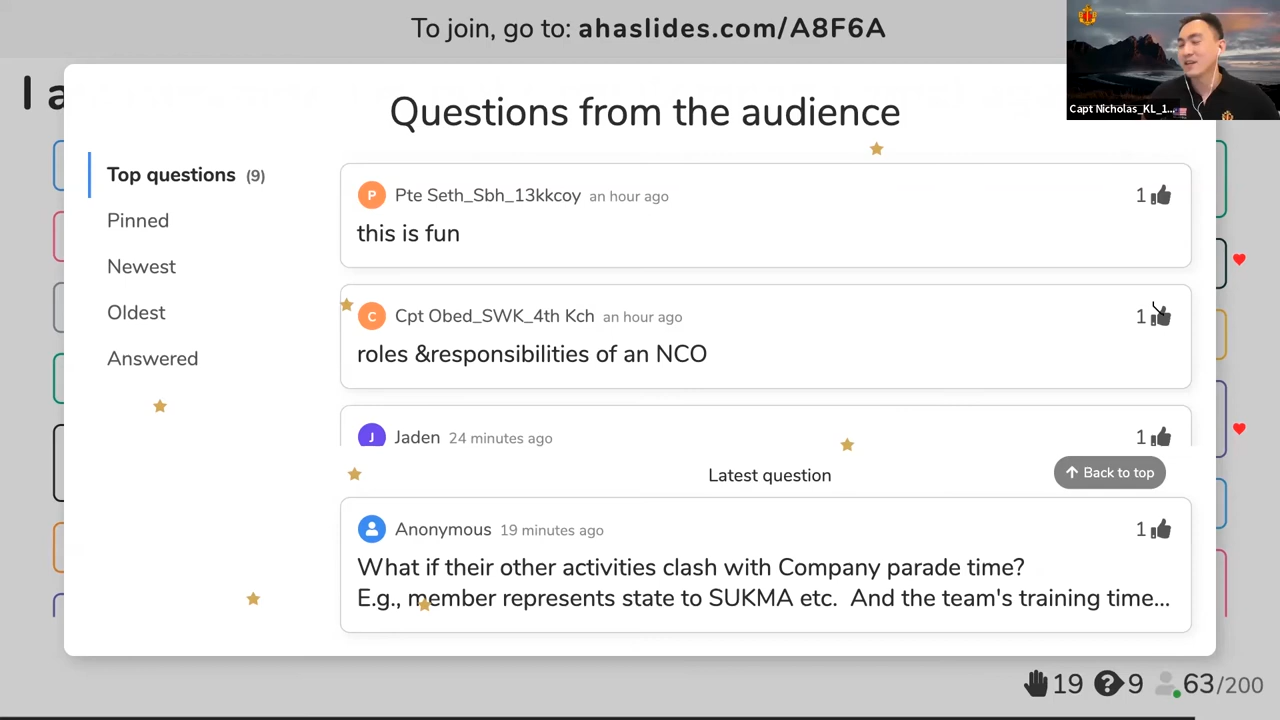 To join, go to: ahaslides.com/A8F6A
Capt Nicholas_KL_1...
I a
Questions from the audience
Top questions (9)
Pinned
Newest
Oldest
Answered
P Pte Seth_Sbh_13kkcoy an hour ago 1
this is fun
C Cpt Obed_SWK_4th Kch an hour ago 1
roles &responsibilities of an NCO
J Jaden 24 minutes ago 1
Latest question
Back to top
Anonymous 19 minutes ago 1
What if their other activities clash with Company parade time?
E.g., member represents state to SUKMA etc. And the team's training time...
19 ? 9 63/200